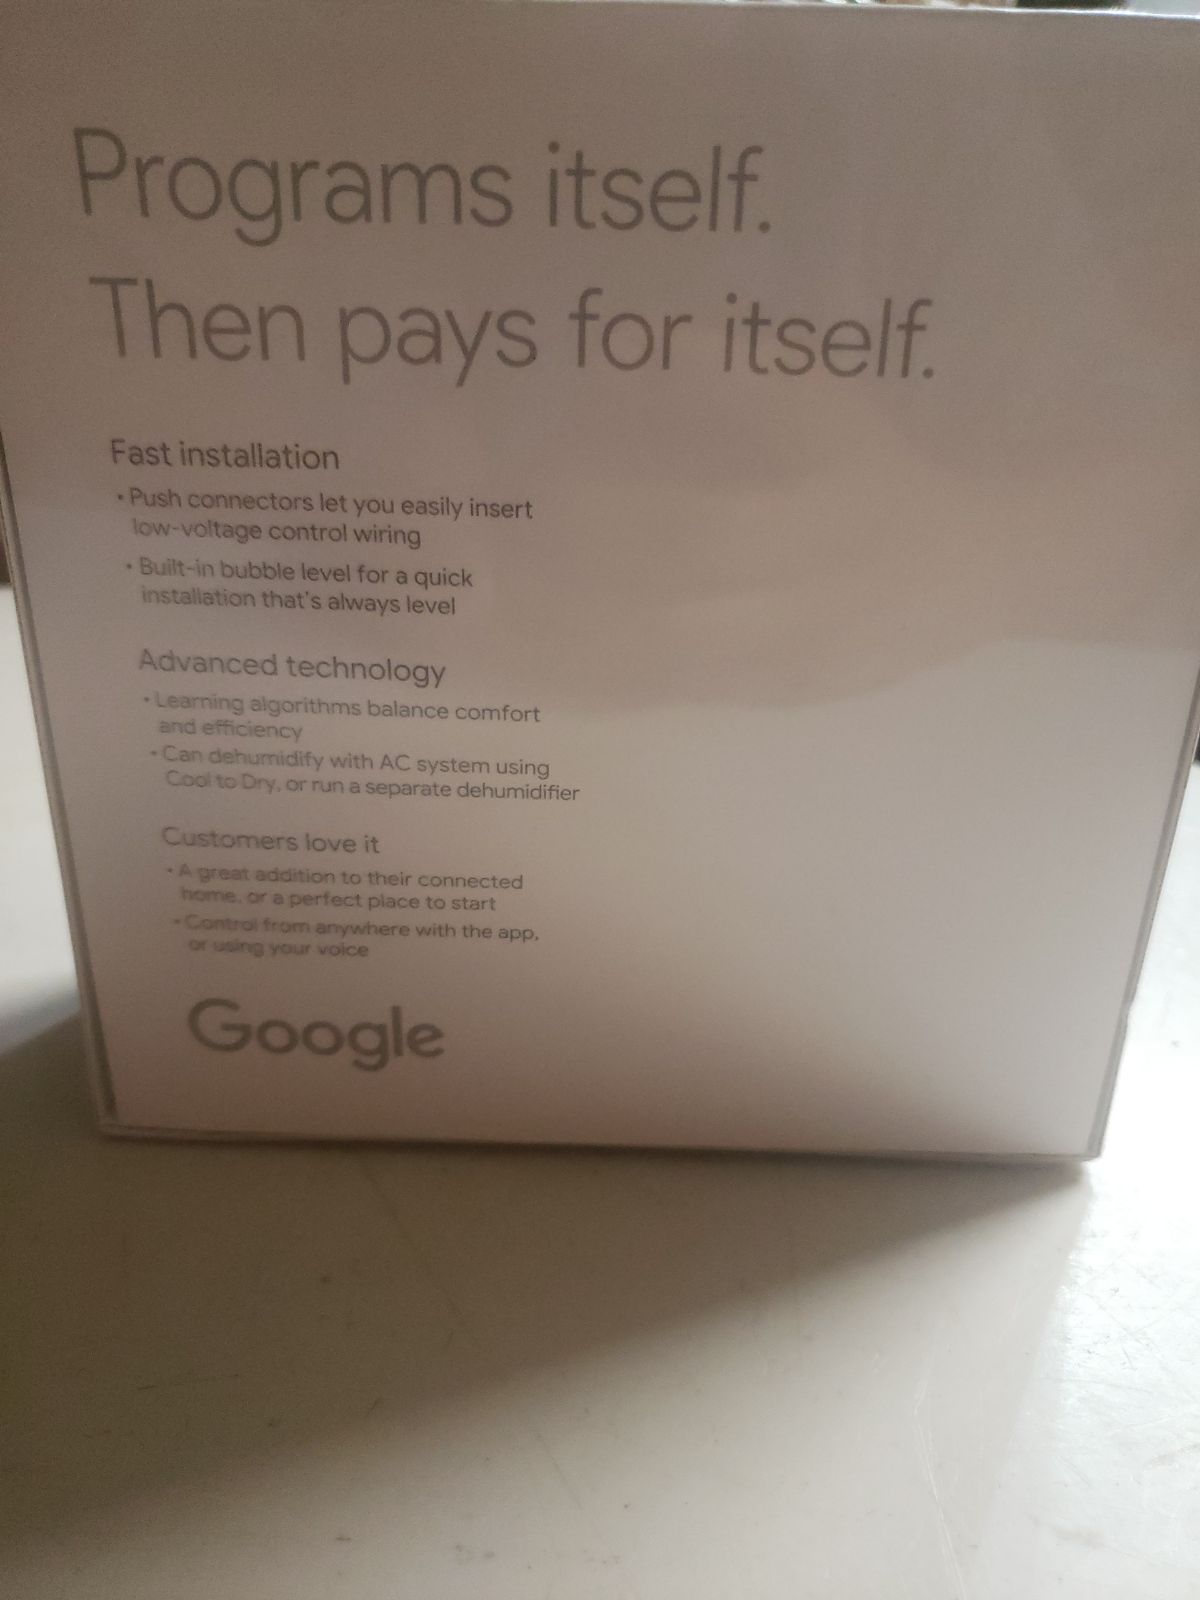 Programs itself.
Then pays for itself.
Fast installation
• Push connectors let you easily insert
low-voltage control wiring
• Built-in bubble level for a quick
installation that's always level
Advanced technology
• Learning algorithms balance comfort
and efficiency
• Can dehumidify with AC system using
Cool to Dry, or run a separate dehumidifier
Customers love it
• A great addition to their connected
home, or a perfect place to start
• Control from anywhere with the app,
or using your voice
Google